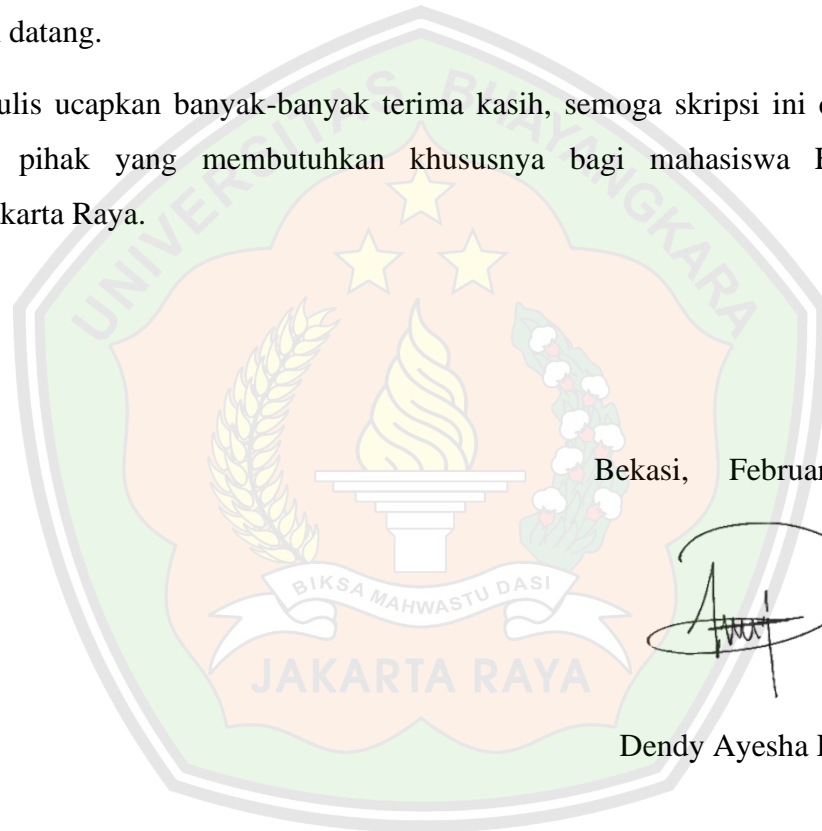 datang.
ulis ucapkan banyak-banyak terima kasih, semoga skripsi ini
pihak yang membutuhkan khususnya bagi mahasiswa
karta Raya.
UNIVERSITAS BHAYANGKARA
Bekasi, Februar
BIKSA MAHWASTU DASI
JAKARTA RAYA
Dendy Ayesha